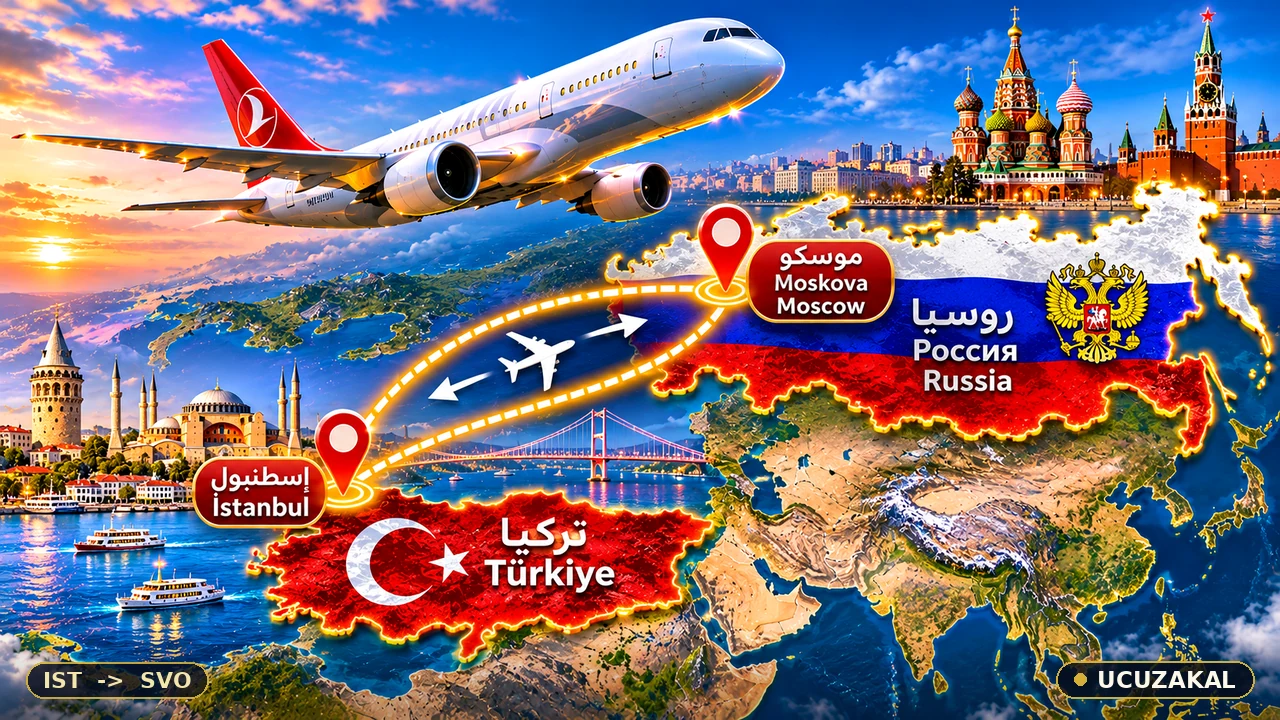 موسكو
Moskova
Moscow
روسيا
Россия
Russia
إسطنبول
İstanbul
تركيا
Türkiye
IST -> SVO
UCUZAKAL